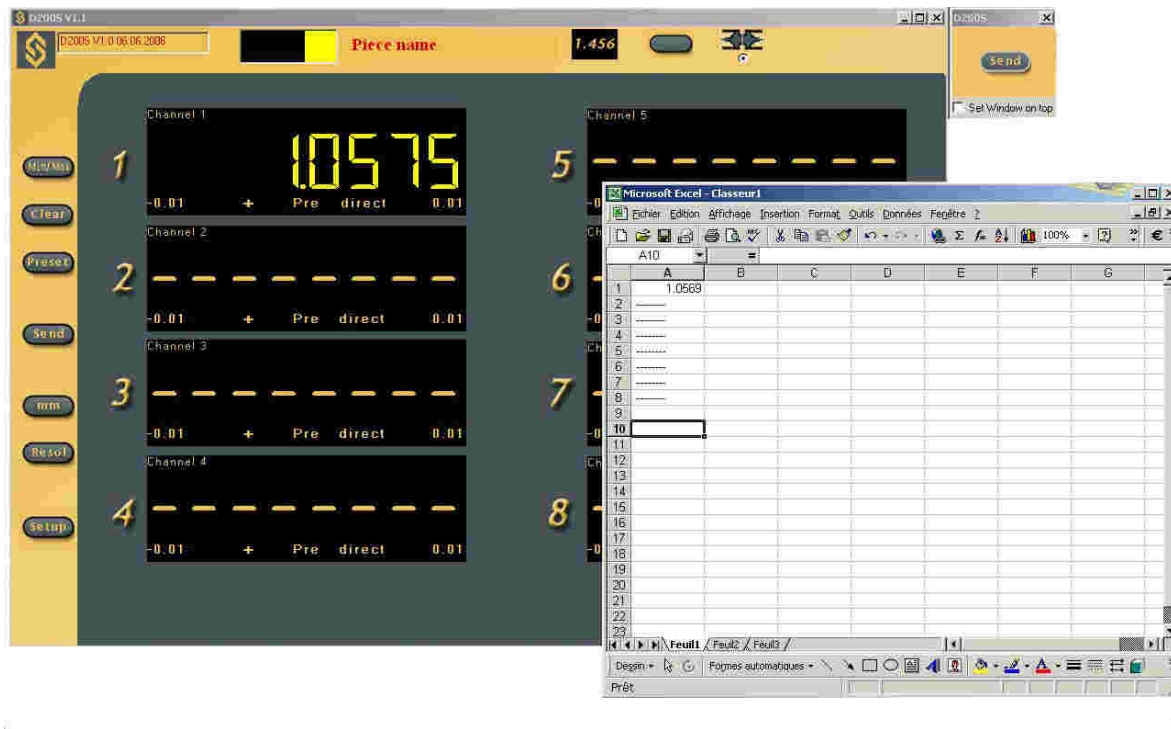 D200S V1.1
D200S V1.0 06.06.2006
Piece name
1.456
D200S
Send
Set Window on top
Min/Max
Clear
Preset
Send
mm
Resol
Setup
1
Channel 1
1.0575
-0.01 + Pre direct 0.01
2
Channel 2
- - - - - - - -
-0.01 + Pre direct 0.01
3
Channel 3
- - - - - - - -
-0.01 + Pre direct 0.01
4
Channel 4
- - - - - - - -
-0.01 + Pre direct 0.01
5
Channel 5
- - - - - - - -
6
7
8
Microsoft Excel - Classeur1
Fichier Edition Affichage Insertion Format Outils Données Fenêtre ?
100%
A10 =
A B C D E F G
1 1.0569
2 --------
3 --------
4 --------
5 --------
6 --------
7 --------
8 --------
9
10
11
12
13
14
15
16
17
18
19
20
21
22
23
Feuil1 Feuil2 Feuil3
Dessin Formes automatiques
Prêt